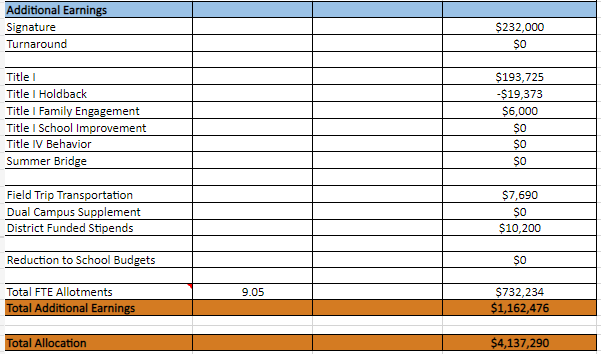 Additional Earnings
Signature $232,000
Turnaround $0
Title I $193,725
Title I Holdback -$19,373
Title I Family Engagement $6,000
Title I School Improvement $0
Title IV Behavior $0
Summer Bridge $0
Field Trip Transportation $7,690
Dual Campus Supplement $0
District Funded Stipends $10,200
Reduction to School Budgets $0
Total FTE Allotments 9.05 $732,234
Total Additional Earnings $1,162,476
Total Allocation $4,137,290